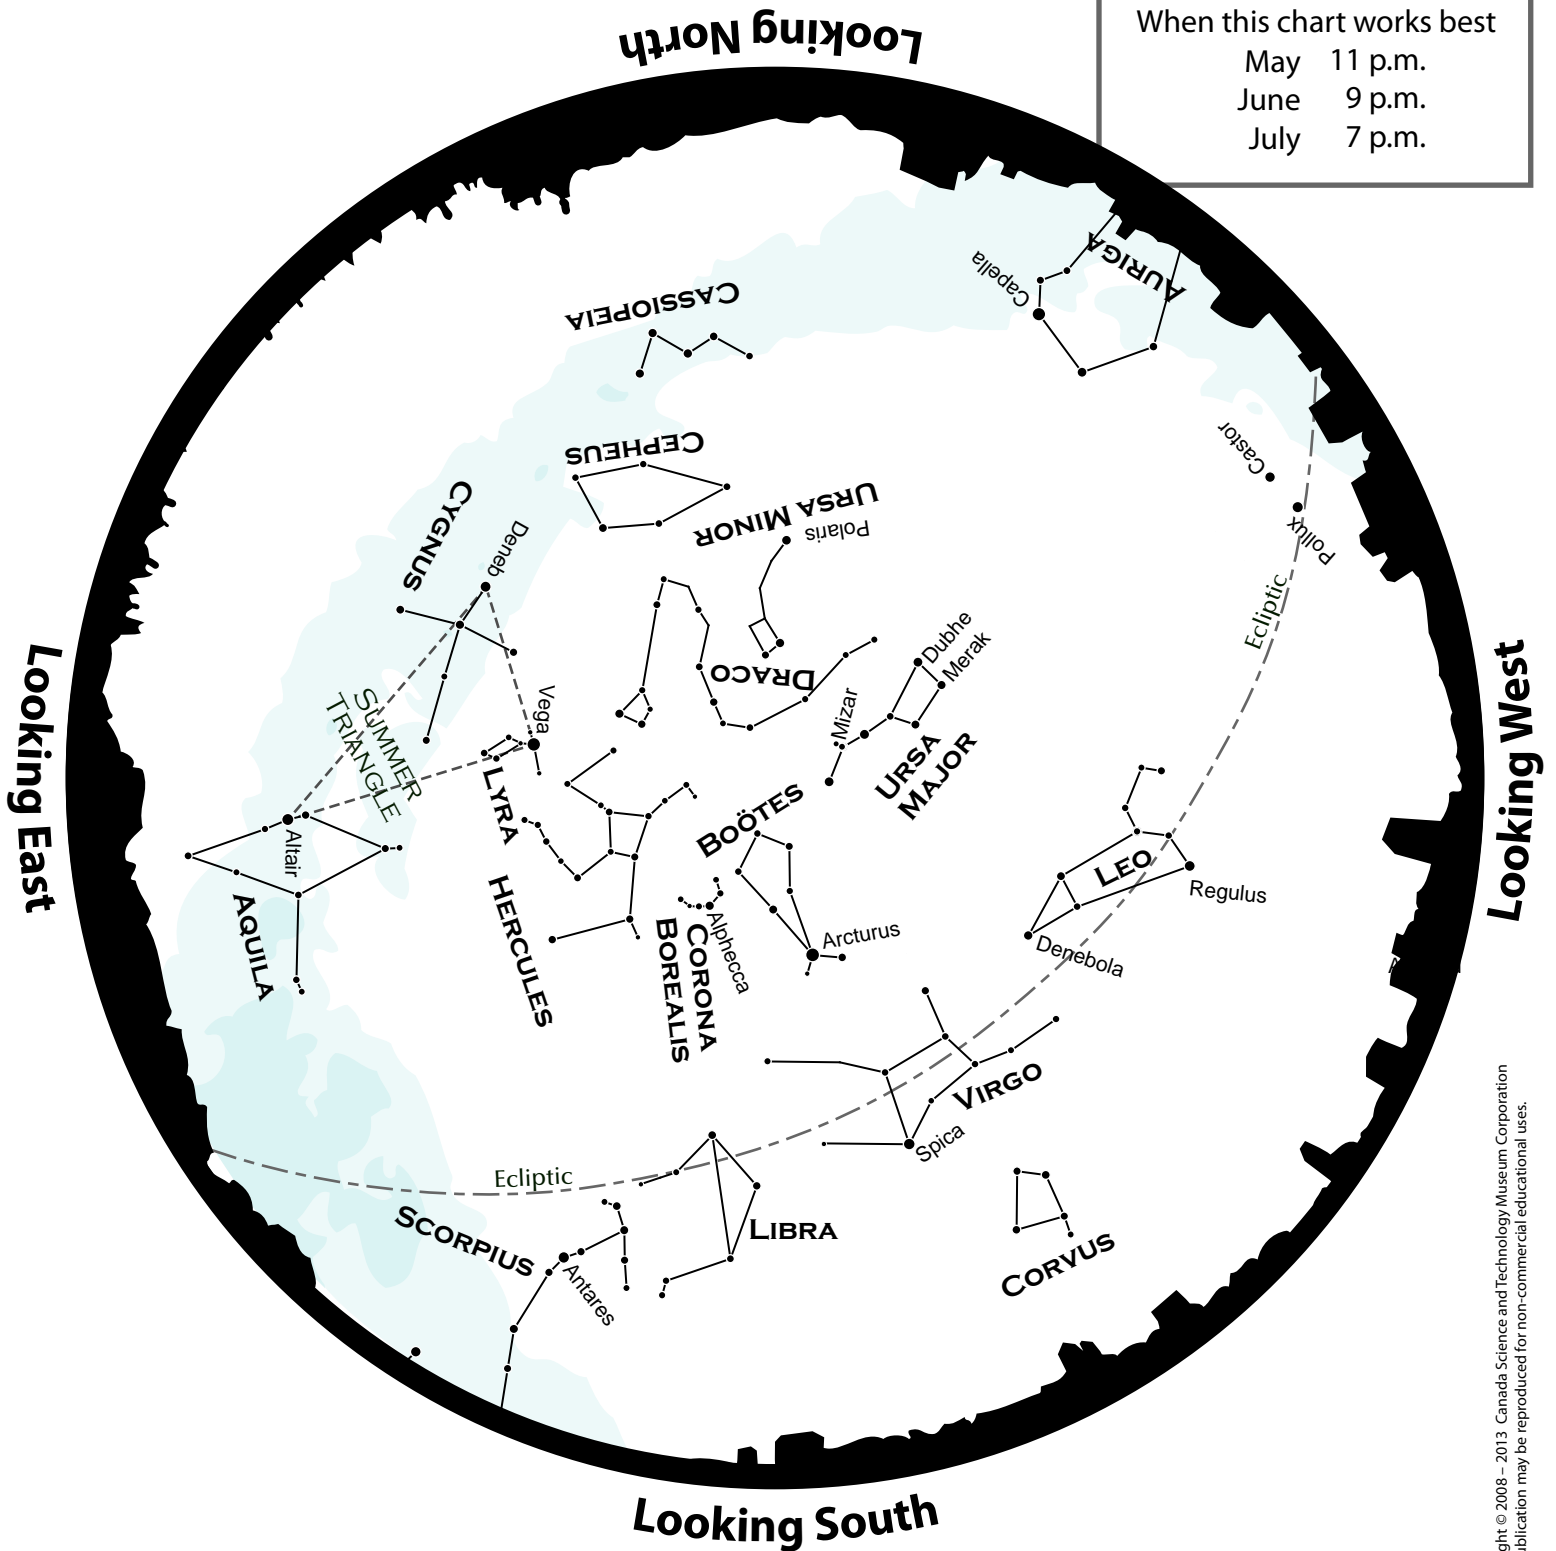 Looking North
When this chart works best
May 11 p.m.
June 9 p.m.
July 7 p.m.
AURIGA
Capella
CASSIOPEIA
Castor
Pollux
CEPHEUS
CYGNUS
Deneb
URSA MINOR
Polaris
Ecliptic
Dubhe
Merak
DRACO
Mizar
URSA
MAJOR
Looking East
Looking West
SUMMER
TRIANGLE
Vega
LYRA
Altair
AQUILA
HERCULES
BOÖTES
Arcturus
CORONA
BOREALIS
Alphecca
LEO
Regulus
Denebola
VIRGO
Spica
Ecliptic
SCORPIUS
Antares
LIBRA
CORVUS
Looking South
ght © 2008 – 2013 Canada Science and Technology Museum Corporation
ublication may be reproduced for non-commercial educational uses.